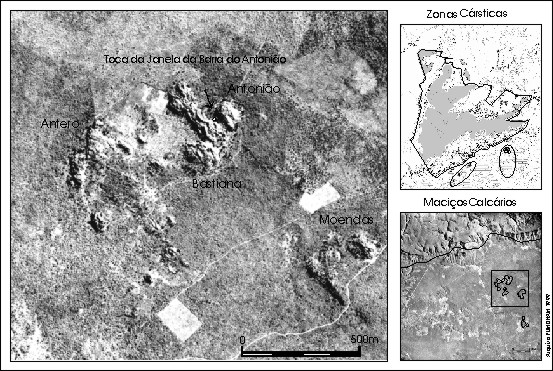 Toca da Janela da Barra do Antonião
Antonião
Antero
Bastiana
Moendas
0 500m
Zonas Cársticas
Maciços Calcários